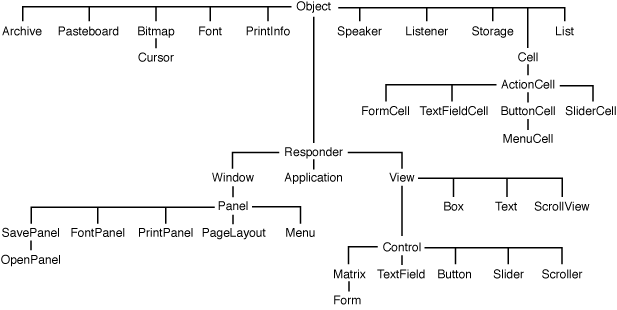 Object
Archive Pasteboard Bitmap Font PrintInfo Speaker Listener Storage List
Cursor Cell
ActionCell
FormCell TextFieldCell ButtonCell SliderCell
MenuCell
Responder
Window Application View
Panel Box Text ScrollView
SavePanel FontPanel PrintPanel PageLayout Menu
Control
OpenPanel
Matrix TextField Button Slider Scroller
Form